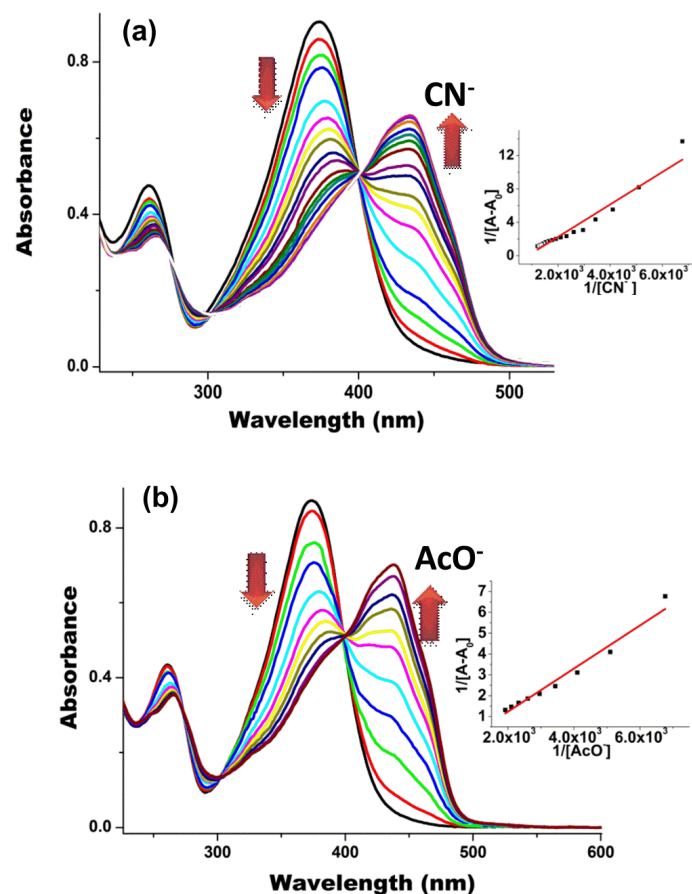 (a)
CN-
0.8
0.4
0.0
Absorbance
300
400
500
Wavelength (nm)
12
8
4
0
1/[A-A0]
2.0x10³
4.0x10³
6.0x10³
1/[CN-]
(b)
AcO-
0.8
0.4
0.0
Absorbance
300
400
500
600
Wavelength (nm)
7
6
5
4
3
2
1
1/[A-A0]
2.0x10³
4.0x10³
6.0x10³
1/[AcO-]